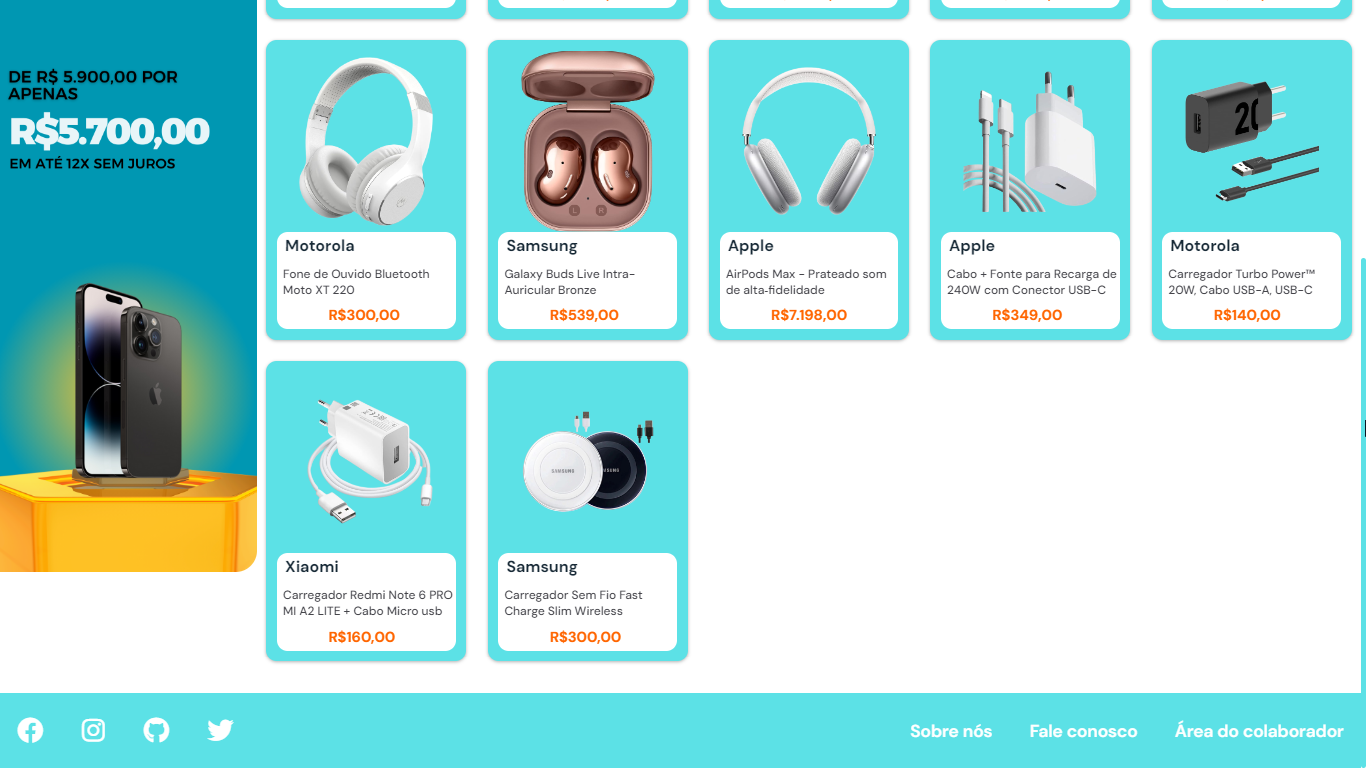 DE R$ 5.900,00 POR
APENAS
R$5.700,00
EM ATÉ 12X SEM JUROS
Motorola
Fone de Ouvido Bluetooth
Moto XT 220
R$300,00
Samsung
Galaxy Buds Live Intra-
Auricular Bronze
R$539,00
Apple
AirPods Max - Prateado som
de alta-fidelidade
R$7.198,00
Apple
Cabo + Fonte para Recarga de
240W com Conector USB-C
R$349,00
20
Motorola
Carregador Turbo Power™
20W, Cabo USB-A, USB-C
R$140,00
Xiaomi
Carregador Redmi Note 6 PRO
MI A2 LITE + Cabo Micro usb
R$160,00
SAMSUNG
Samsung
Carregador Sem Fio Fast
Charge Slim Wireless
R$300,00
Sobre nós
Fale conosco
Área do colaborador